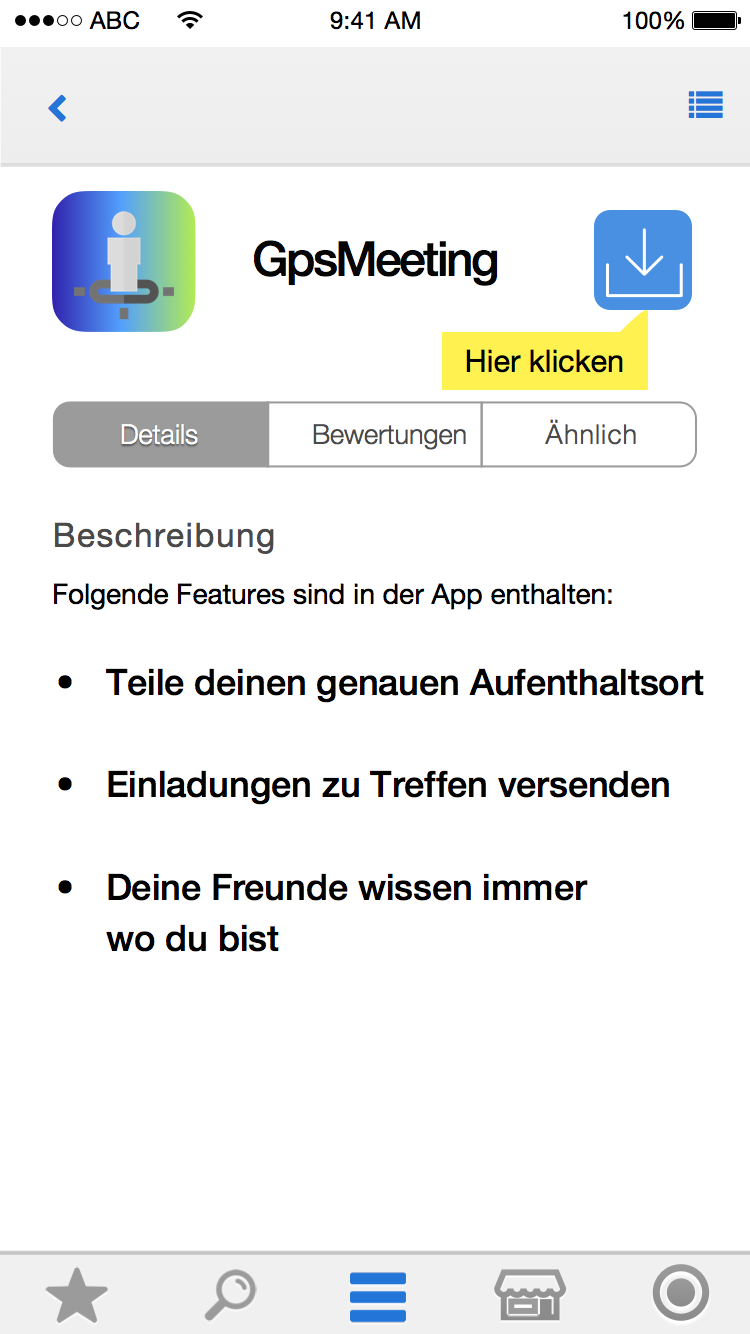 ABC 9:41 AM 100%
GpsMeeting
Hier klicken
Details Bewertungen Ähnlich
Beschreibung
Folgende Features sind in der App enthalten:
• Teile deinen genauen Aufenthaltsort
• Einladungen zu Treffen versenden
• Deine Freunde wissen immer
wo du bist